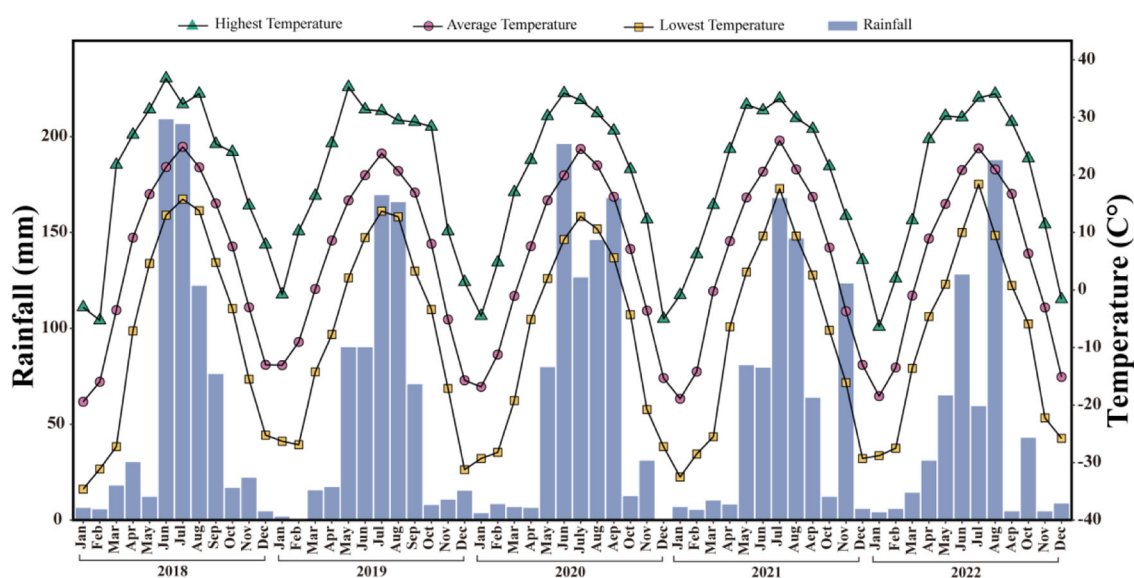 Highest Temperature Average Temperature Lowest Temperature Rainfall
Rainfall (mm)
200
150
100
50
0
Temperature (C°)
40
30
20
10
0
-10
-20
-30
-40
Jan Feb Mar Apr May Jun Jul Aug Sep Oct Nov Dec Jan Feb Mar Apr May Jun Jul Aug Sep Oct Nov Dec Jan Feb Mar Apr May Jun July Aug Aep Oct Nov Dec Jan Feb Mar Apr May Jun Jul Aug Aep Oct Nov Dec Jan Feb Mar Apr May Jun Jul Aug Aep Oct Nov Dec
2018 2019 2020 2021 2022